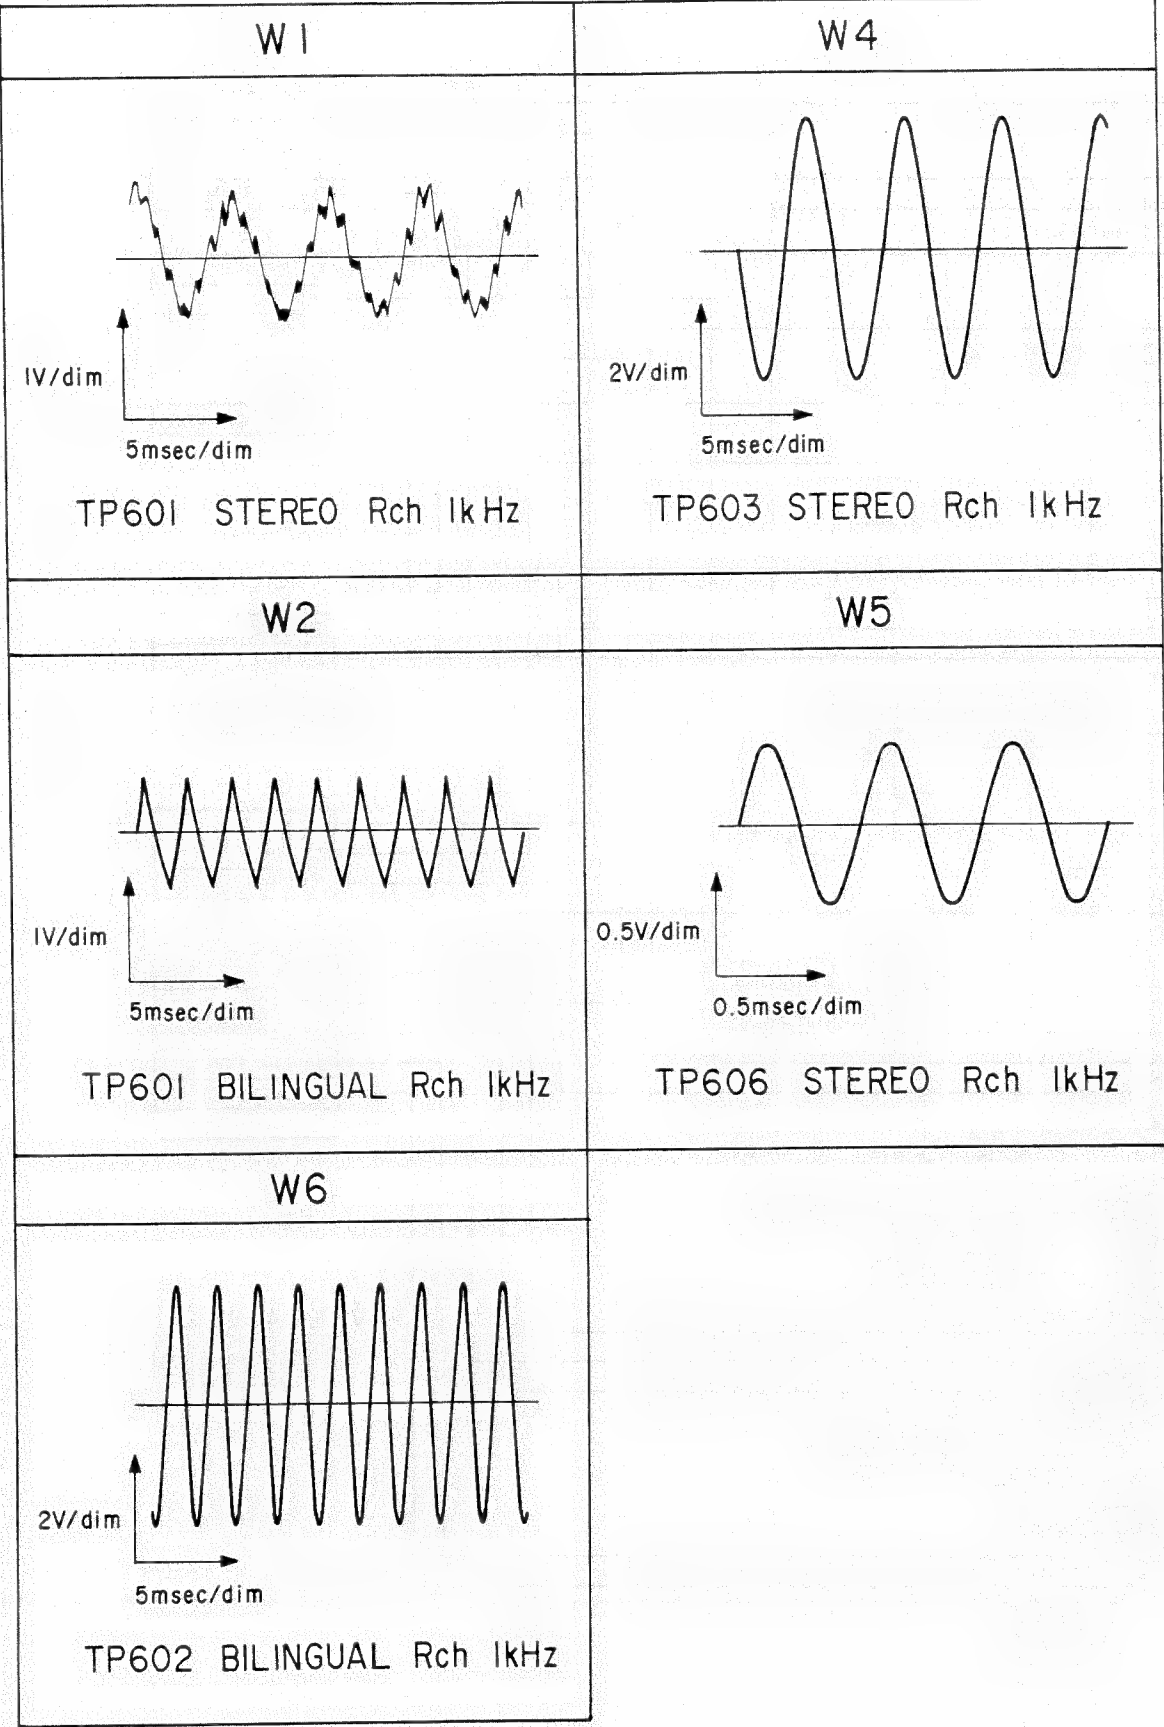 W1
W4
1V/dim
5msec/dim
TP601 STEREO Rch 1kHz
2V/dim
5msec/dim
TP603 STEREO Rch 1kHz
W2
W5
1V/dim
5msec/dim
TP601 BILINGUAL Rch 1kHz
0.5V/dim
0.5msec/dim
TP606 STEREO Rch 1kHz
W6
2V/dim
5msec/dim
TP602 BILINGUAL Rch 1kHz